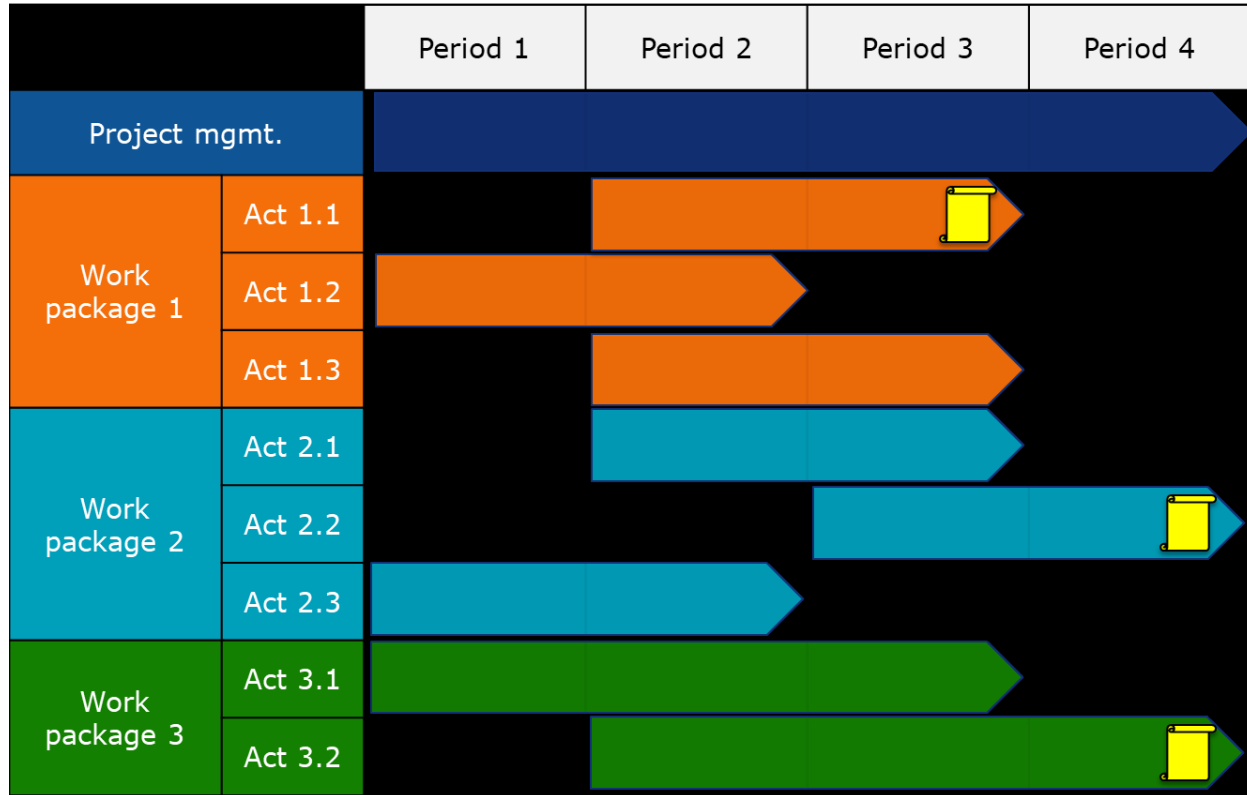 Period 1
Period 2
Period 3
Period 4
Project mgmt.
Work
package 1
Act 1.1
Act 1.2
Act 1.3
Work
package 2
Act 2.1
Act 2.2
Act 2.3
Work
package 3
Act 3.1
Act 3.2